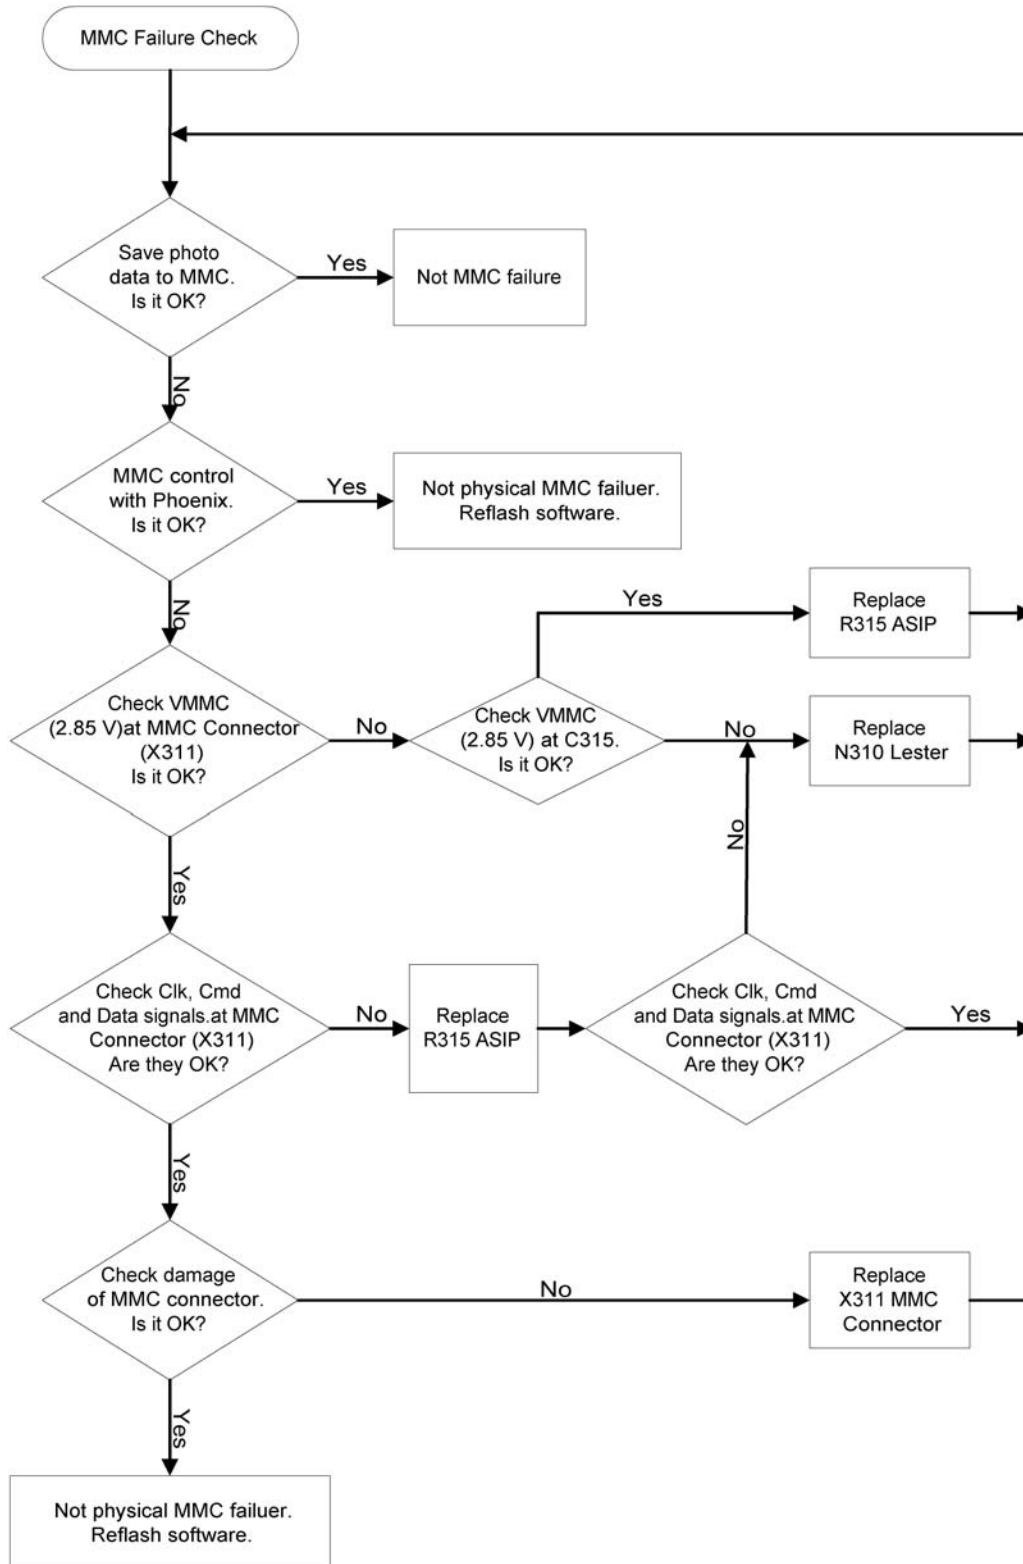 MMC Failure Check
Save photo
data to MMC.
Is it OK?
Yes
Not MMC failure
No
MMC control
with Phoenix.
Is it OK?
Yes
Not physical MMC failuer.
Reflash software.
No
Check VMMC
(2.85 V)at MMC Connector
(X311)
Is it OK?
No
Check VMMC
(2.85 V) at C315.
Is it OK?
Yes
Replace
R315 ASIP
No
Replace
N310 Lester
No
Yes
Check Clk, Cmd
and Data signals.at MMC
Connector (X311)
Are they OK?
No
Replace
R315 ASIP
Check Clk, Cmd
and Data signals.at MMC
Connector (X311)
Are they OK?
Yes
Yes
Check damage
of MMC connector.
Is it OK?
No
Replace
X311 MMC
Connector
Yes
Not physical MMC failuer.
Reflash software.